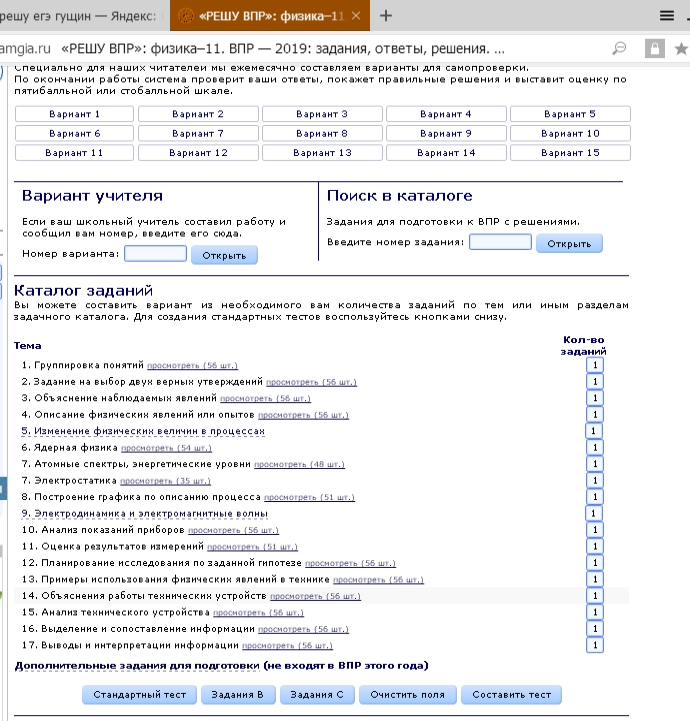 решу егэ гущин — Яндекс:
«РЕШУ ВПР»: физика–11
amgia.ru «РЕШУ ВПР»: физика–11. ВПР — 2019: задания, ответы, решения. ...
Специально для наших читателей мы ежемесячно составляем варианты для самопроверки.
По окончании работы система проверит ваши ответы, покажет правильные решения и выставит оценку по
пятибалльной или стобалльной шкале.
Вариант 1 Вариант 2 Вариант 3 Вариант 4 Вариант 5
Вариант 6 Вариант 7 Вариант 8 Вариант 9 Вариант 10
Вариант 11 Вариант 12 Вариант 13 Вариант 14 Вариант 15
Вариант учителя
Если ваш школьный учитель составил работу и
сообщил вам номер, введите его сюда.
Номер варианта: Открыть
Поиск в каталоге
Задания для подготовки к ВПР с решениями.
Введите номер задания: Открыть
Каталог заданий
Вы можете составить вариант из необходимого вам количества заданий по тем или иным разделам
задачного каталога. Для создания стандартных тестов воспользуйтесь кнопками снизу.
Тема Кол-во
заданий
1. Группировка понятий просмотреть (56 шт.) 1
2. Задание на выбор двух верных утверждений просмотреть (56 шт.) 1
3. Объяснение наблюдаемых явлений просмотреть (56 шт.) 1
4. Описание физических явлений или опытов просмотреть (56 шт.) 1
5. Изменение физических величин в процессах 1
6. Ядерная физика просмотреть (54 шт.) 1
7. Атомные спектры, энергетические уровни просмотреть (48 шт.) 1
7. Электростатика просмотреть (35 шт.) 1
8. Построение графика по описанию процесса просмотреть (51 шт.) 1
9. Электродинамика и электромагнитные волны 1
10. Анализ показаний приборов просмотреть (56 шт.) 1
11. Оценка результатов измерений просмотреть (51 шт.) 1
12. Планирование исследования по заданной гипотезе просмотреть (56 шт.) 1
13. Примеры использования физических явлений в технике просмотреть (56 шт.) 1
14. Объяснения работы технических устройств просмотреть (56 шт.) 1
15. Анализ технического устройства просмотреть (56 шт.) 1
16. Выделение и сопоставление информации просмотреть (56 шт.) 1
17. Выводы и интерпретации информации просмотреть (56 шт.) 1
Дополнительные задания для подготовки (не входят в ВПР этого года)
Стандартный тест Задания В Задания С Очистить поля Составить тест